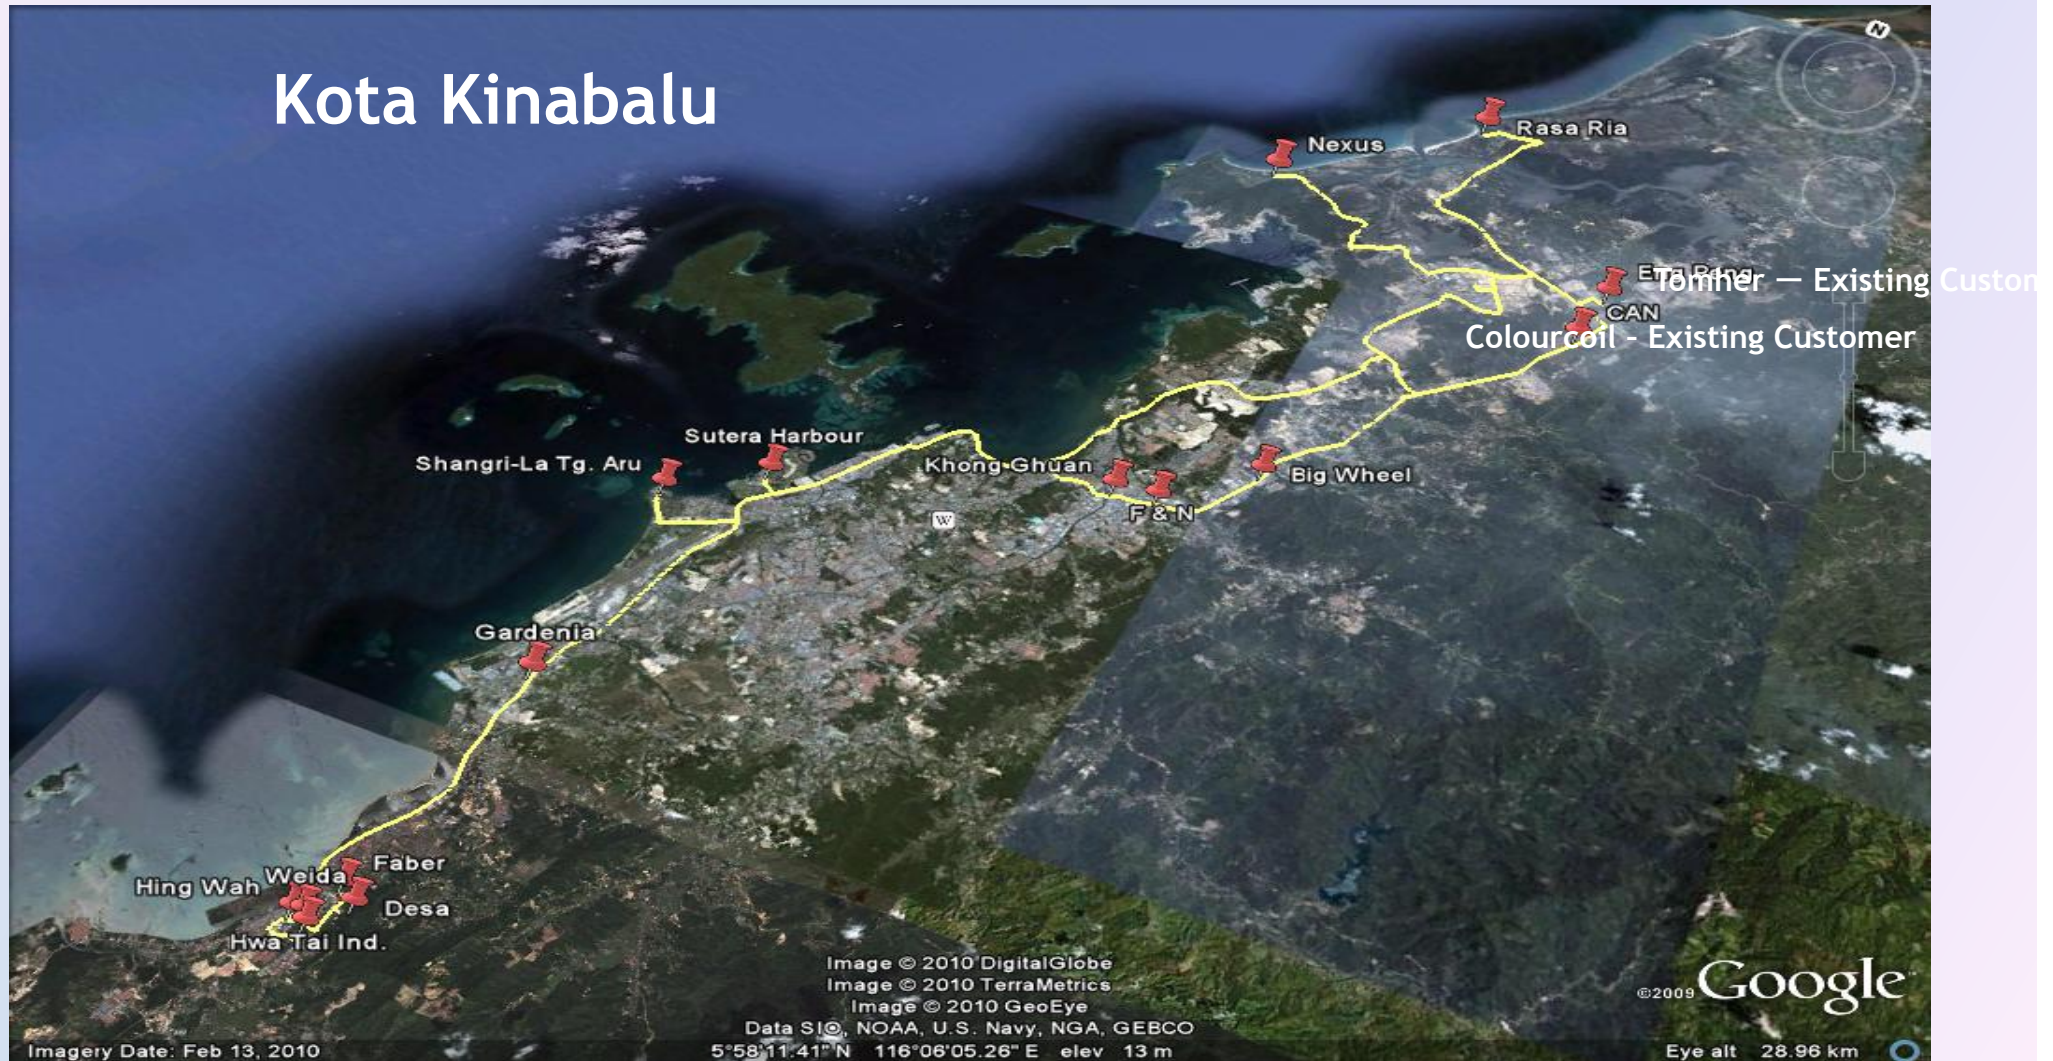 Kota Kinabalu
N
Rasa Ria
Nexus
Tomher — Existing Custom
CAN
Colourcoil - Existing Customer
Sutera Harbour
Shangri-La Tg. Aru
Khong Ghuan
Big Wheel
F & N
W
Gardenia
Faber
Weida
Hing Wah
Desa
Hwa Tai Ind.
Image © 2010 DigitalGlobe
Image © 2010 TerraMetrics
Image © 2010 GeoEye
Data SIO, NOAA, U.S. Navy, NGA, GEBCO
©2009 Google
Imagery Date: Feb 13, 2010
5°58'11.41" N 116°06'05.26" E elev 13 m
Eye alt 28.96 km